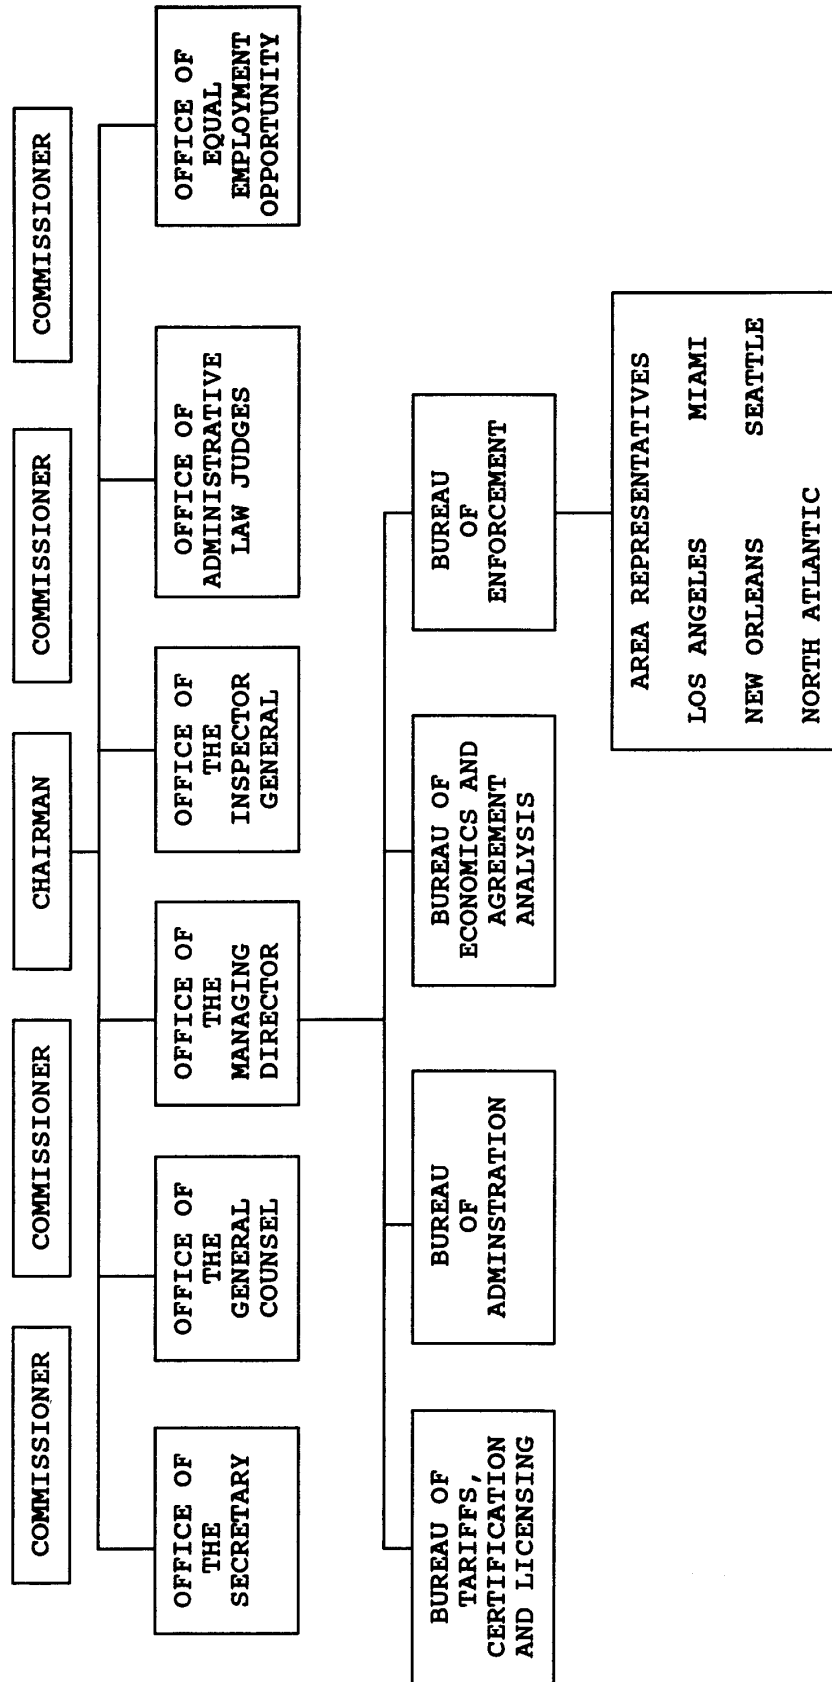 COMMISSIONER
COMMISSIONER
CHAIRMAN
COMMISSIONER
COMMISSIONER
OFFICE OF
THE
SECRETARY
OFFICE OF
THE
GENERAL
COUNSEL
OFFICE OF
THE
MANAGING
DIRECTOR
OFFICE OF
THE
INSPECTOR
GENERAL
OFFICE OF
ADMINISTRATIVE
LAW JUDGES
OFFICE OF
EQUAL
EMPLOYMENT
OPPORTUNITY
BUREAU OF
TARIFFS,
CERTIFICATION
AND LICENSING
BUREAU
OF
ADMINSTRATION
BUREAU OF
ECONOMICS AND
AGREEMENT
ANALYSIS
BUREAU
OF
ENFORCEMENT
AREA REPRESENTATIVES
LOS ANGELES MIAMI
NEW ORLEANS SEATTLE
NORTH ATLANTIC